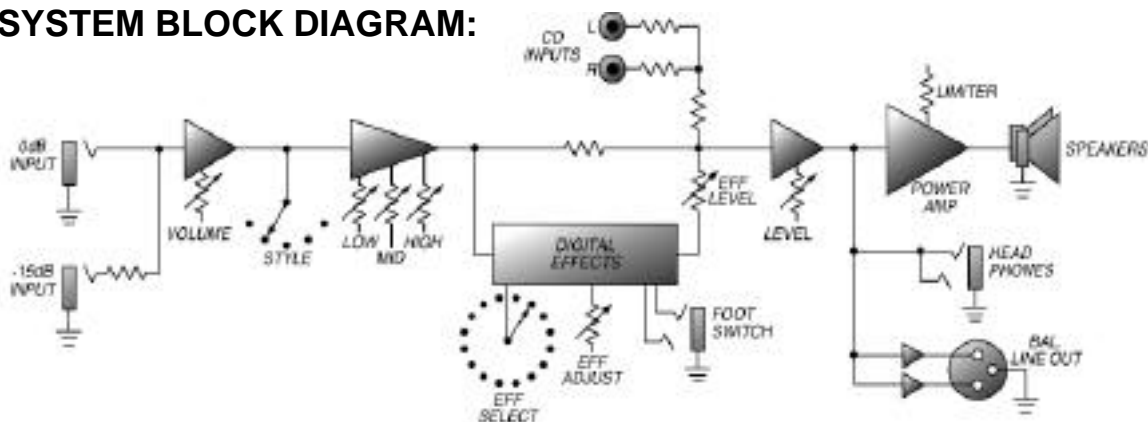 SYSTEM BLOCK DIAGRAM:
CD
INPUTS
L
R
LIMITER
0dB
INPUT
SPEAKERS
POWER
AMP
EFF
LEVEL
VOLUME
STYLE
LOW
MID
HIGH
LEVEL
DIGITAL
EFFECTS
-15dB
INPUT
HEAD
PHONES
FOOT
SWITCH
BAL
LINE OUT
EFF
ADJUST
EFF
SELECT